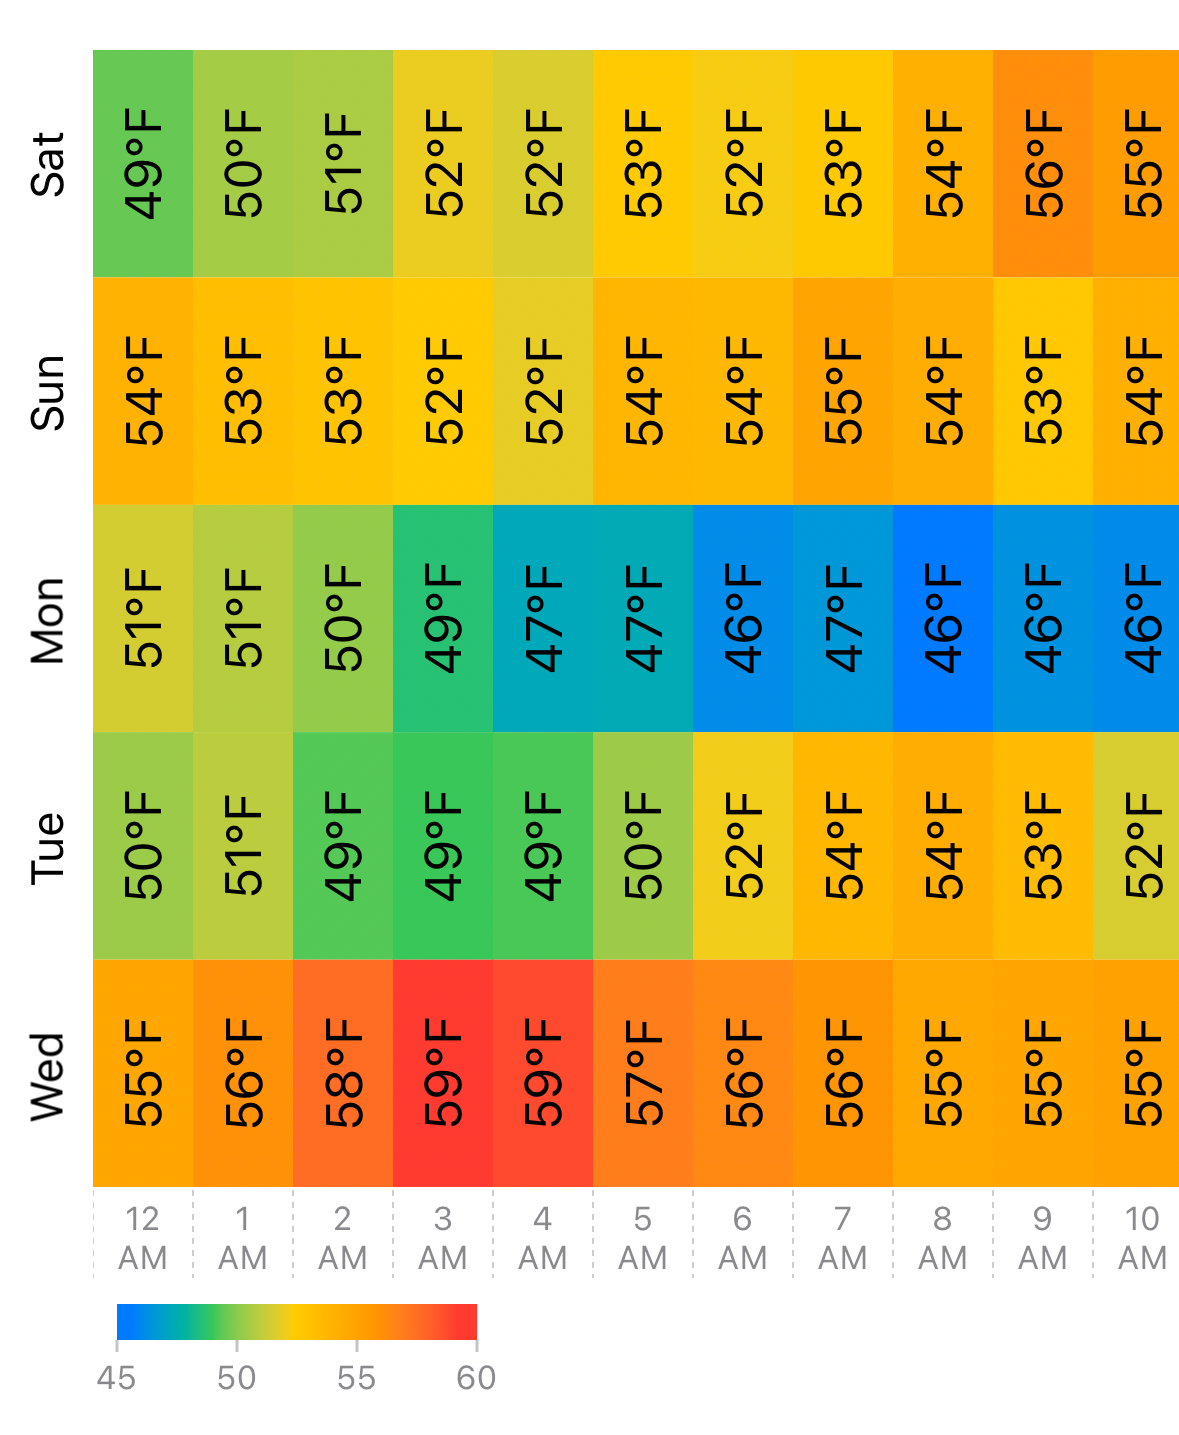 Sat 49°F 50°F 51°F 52°F 52°F 53°F 52°F 53°F 54°F 56°F 55°F
Sun 54°F 53°F 53°F 52°F 52°F 54°F 54°F 55°F 54°F 53°F 54°F
Mon 51°F 51°F 50°F 49°F 47°F 47°F 46°F 47°F 46°F 46°F 46°F
Tue 50°F 51°F 49°F 49°F 49°F 50°F 52°F 54°F 54°F 53°F 52°F
Wed 55°F 56°F 58°F 59°F 59°F 57°F 56°F 56°F 55°F 55°F 55°F
12 1 2 3 4 5 6 7 8 9 10
AM AM AM AM AM AM AM AM AM AM AM
45 50 55 60